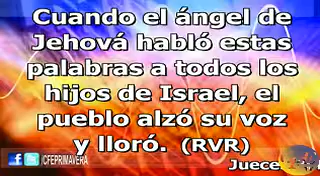 Cuando el ángel de
Jehová habló estas
palabras a todos los
hijos de Israel, el
pueblo alzó su voz
y lloró. (RVR)
/CFEPRIMAVERA